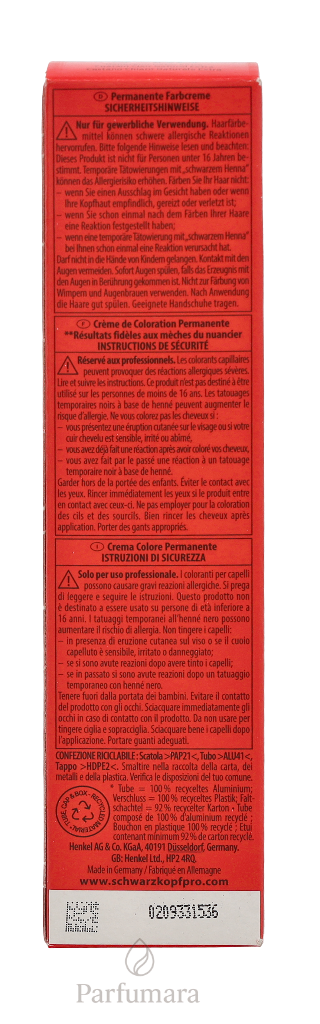 D Permanente Farbcreme
SICHERHEITSHINWEISE
Nur für gewerbliche Verwendung. Haarfärbe-
mittel können schwere allergische Reaktionen
hervorrufen. Bitte folgende Hinweise lesen und beachten:
Dieses Produkt ist nicht für Personen unter 16 Jahren be-
stimmt. Temporäre Tätowierungen mit „schwarzem Henna“
können das Allergierisiko erhöhen. Färben Sie Ihr Haar nicht:
– wenn Sie einen Ausschlag im Gesicht haben oder wenn
Ihre Kopfhaut empfindlich, gereizt oder verletzt ist;
– wenn Sie schon einmal nach dem Färben Ihrer Haare
eine Reaktion festgestellt haben;
– wenn eine temporäre Tätowierung mit „schwarzem Henna“
bei Ihnen schon einmal eine Reaktion verursacht hat.
Darf nicht in die Hände von Kindern gelangen. Kontakt mit den
Augen vermeiden. Sofort Augen spülen, falls das Erzeugnis mit
den Augen in Berührung gekommen ist. Nicht zur Färbung von
Wimpern und Augenbrauen verwenden. Nach Anwendung
die Haare gut spülen. Geeignete Handschuhe tragen.
F Crème de Coloration Permanente
**Résultats fidèles aux mèches du nuancier
INSTRUCTIONS DE SÉCURITÉ
Réservé aux professionnels. Les colorants capillaires
peuvent provoquer des réactions allergiques sévères.
Lire et suivre les instructions. Ce produit n'est pas destiné à être
utilisé sur les personnes de moins de 16 ans. Les tatouages
temporaires noirs à base de henné peuvent augmenter le
risque d'allergie. Ne vous colorez pas les cheveux si :
– vous présentez une éruption cutanée sur le visage ou si votre
cuir chevelu est sensible, irrité ou abîmé,
– vous avez déjà fait une réaction après avoir coloré vos cheveux,
– vous avez fait par le passé une réaction à un tatouage
temporaire noir à base de henné.
Garder hors de la portée des enfants. Éviter le contact avec
les yeux. Rincer immédiatement les yeux si le produit entre
en contact avec ceux-ci. Ne pas employer pour la coloration
des cils et des sourcils. Bien rincer les cheveux après
application. Porter des gants appropriés.
I Crema Colore Permanente
ISTRUZIONI DI SICUREZZA
Solo per uso professionale. I coloranti per capelli
possono causare gravi reazioni allergiche. Si prega
di leggere e seguire le istruzioni. Questo prodotto non
è destinato a essere usato su persone di età inferiore a
16 anni. I tatuaggi temporanei all'henné nero possono
aumentare il rischio di allergia. Non tingere i capelli:
– in presenza di eruzione cutanea sul viso o se il cuoio
capelluto è sensibile, irritato o danneggiato;
– se si sono avute reazioni dopo avere tinto i capelli;
– se in passato si sono avute reazioni dopo un tatuaggio
temporaneo con henné nero.
Tenere fuori dalla portata dei bambini. Evitare il contatto
del prodotto con gli occhi. Sciacquare immediatamente gli
occhi in caso di contatto con il prodotto. Da non usare per
tingere ciglia e sopracciglia. Sciacquare bene i capelli dopo
l'applicazione. Portare guanti adeguati.
CONFEZIONE RICICLABILE: Scatola >PAP21<, Tubo >ALU41<,
Tappo >HDPE2<. Smaltire nella raccolta della carta, dei
metalli e della plastica. Verifica le disposizioni del tuo comune.
TUBE, CAP & BOX • RECYCLED MATERIAL*
* Tube = 100 % recyceltes Aluminium;
Verschluss = 100 % recyceltes Plastik; Falt-
schachtel = 92 % recycelter Karton • Tube
composé de 100 % d'aluminium recyclé ;
Bouchon en plastique 100 % recyclé ; Etui
contenant minimum 92 % de carton recyclé.
Henkel AG & Co. KGaA, 40191 Düsseldorf, Germany.
GB: Henkel Ltd., HP2 4RQ.
Made in Germany / Fabriqué en Allemagne
www.schwarzkopfpro.com
0209331536
Parfumara